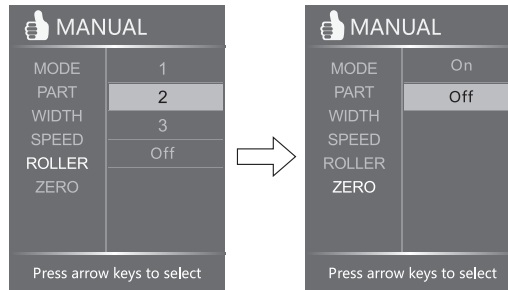 MANUAL
MODE
PART
WIDTH
SPEED
ROLLER
ZERO
1
2
3
Off
Press arrow keys to select
MANUAL
MODE
PART
WIDTH
SPEED
ROLLER
ZERO
On
Off
Press arrow keys to select